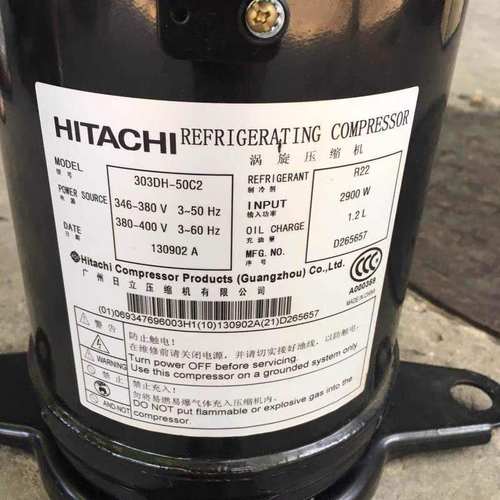 HITACHI REFRIGERATING COMPRESSOR
涡旋压缩机
MODEL 303DH-50C2
型号
POWER SOURCE 346-380 V 3~50 Hz
电源 380-400 V 3~60 Hz
DATE 130902 A
日期
REFRIGERANT R22
制冷剂
INPUT 2900 W
输入功率
OIL CHARGE 1.2 L
充油量
MFG. NO. D265657
序号
Hitachi Compressor Products (Guangzhou) Co., Ltd.
广州日立压缩机有限公司
CCC
A000369
MADE IN CHINA
(01)069347696003H1(10)130902A(21)D265657
防止触电!
在维修前请关闭电源，并请切实接好地线，以防触电。
Turn power OFF before servicing.
Use this compressor on a grounded system only.
禁止充入!
勿将易燃易爆气体充入压缩机内。
DO NOT put flammable or explosive gas into the
compressor.